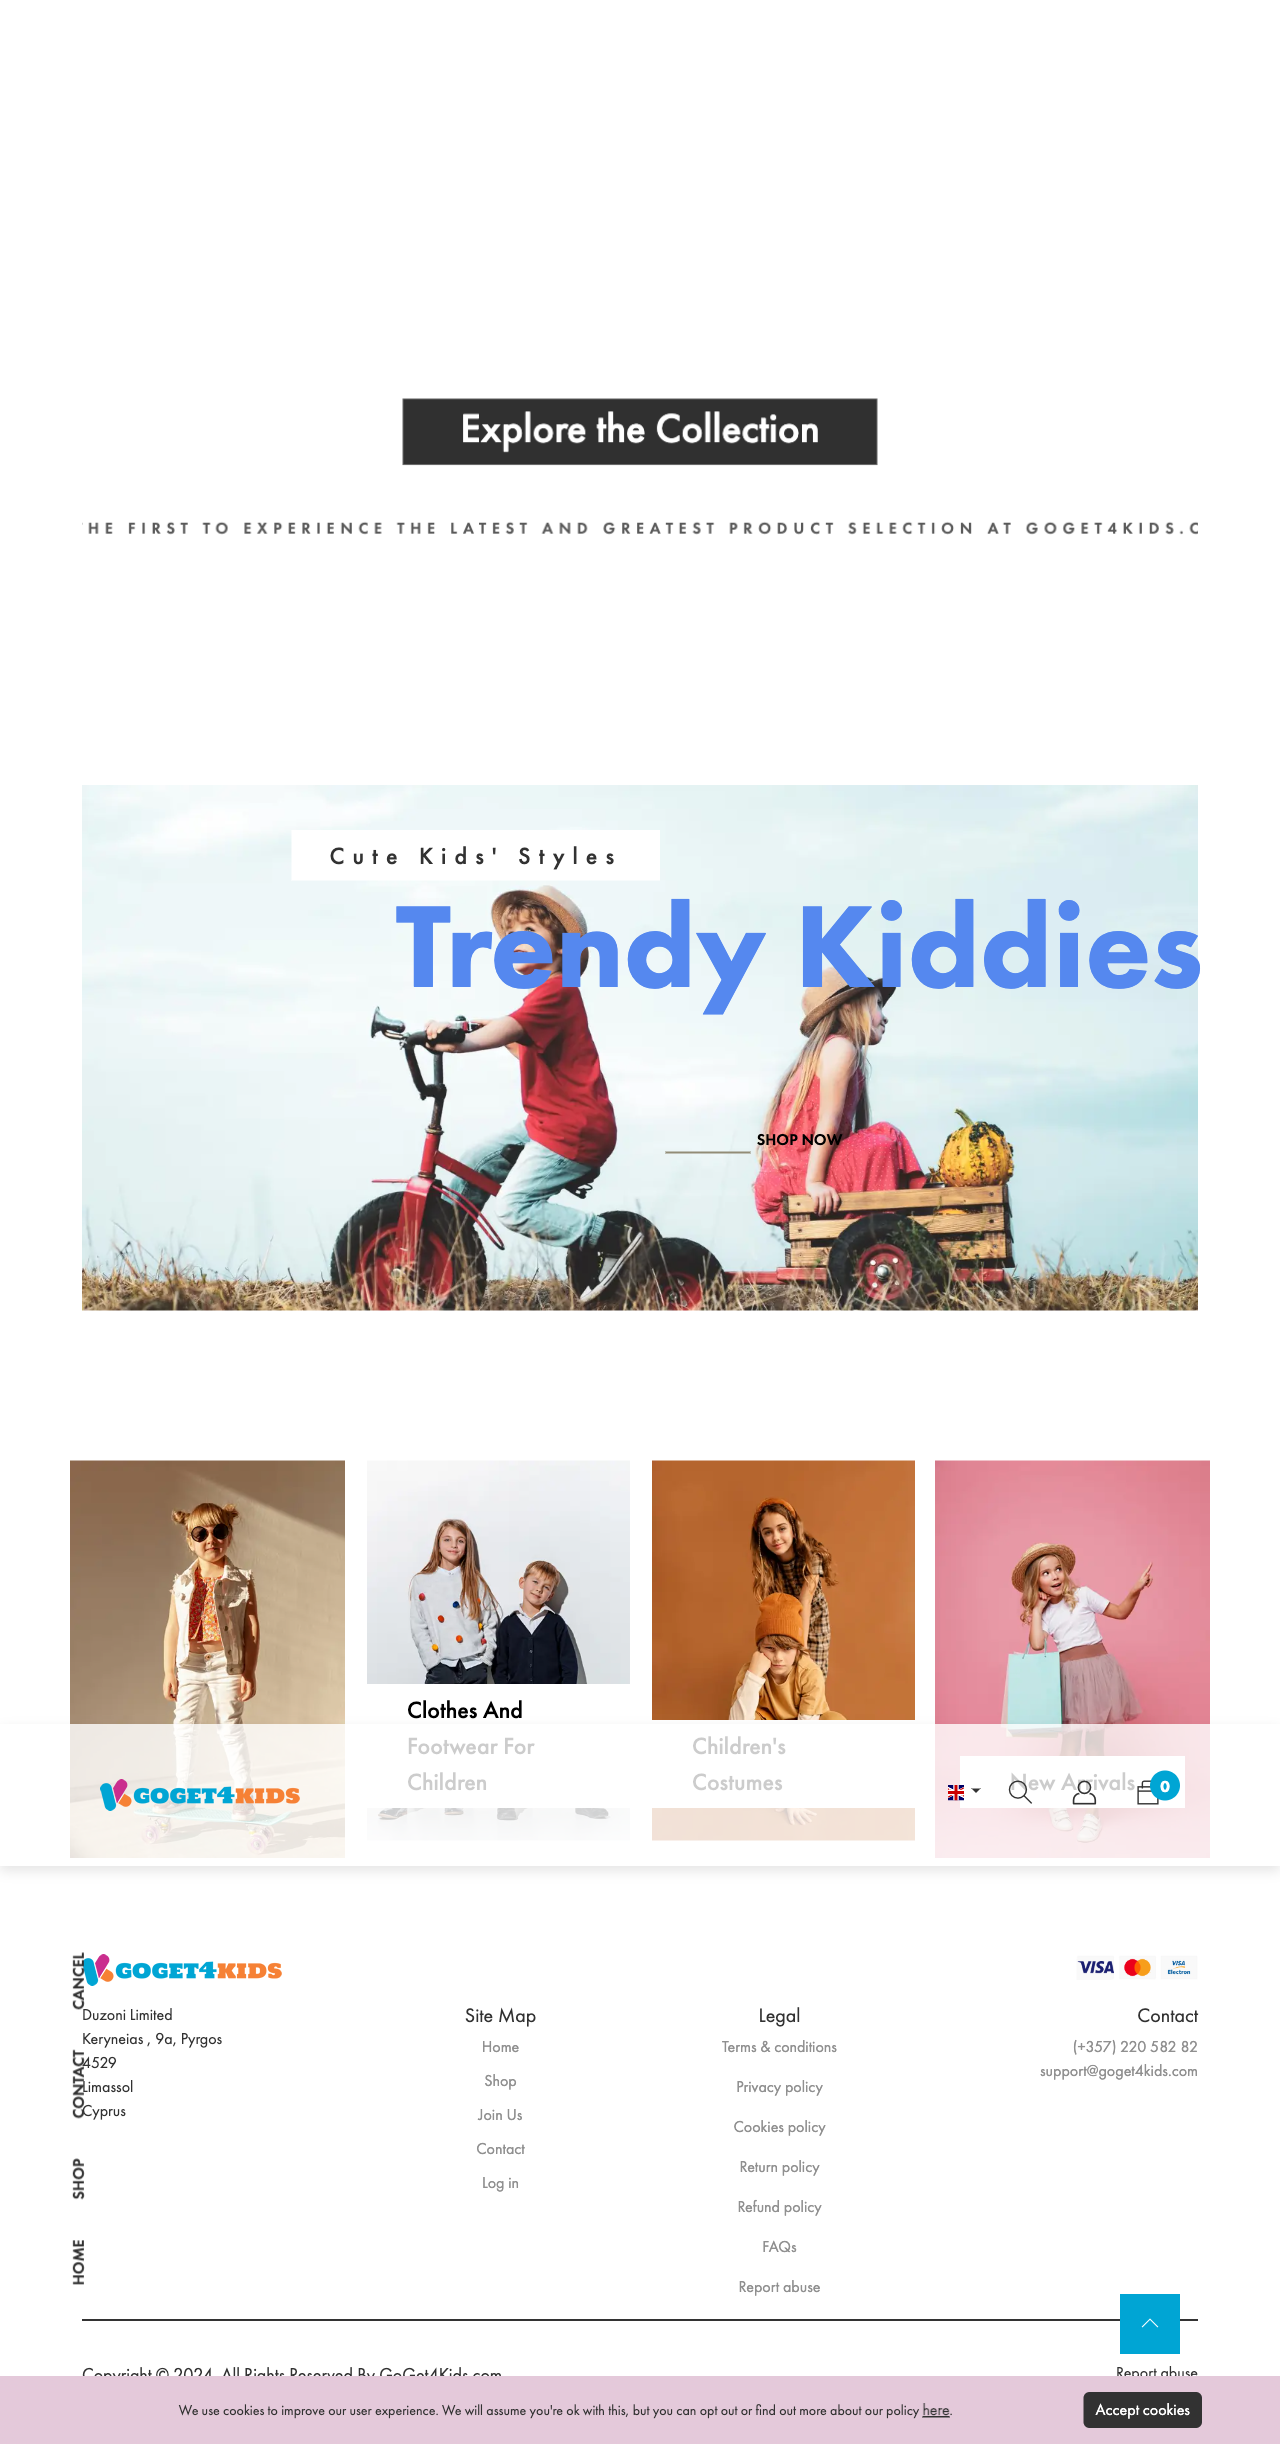 Explore the Collection
HE FIRST TO EXPERIENCE THE LATEST AND GREATEST PRODUCT SELECTION AT GOGET4KIDS.C
Cute Kids' Styles
Trendy Kiddies
SHOP NOW
Clothes And
Footwear For
Children
Children's
Costumes
New Arrivals
GOGET4KIDS
0
GOGET4KIDS
VISA
VISA
Electron
CANCEL
CONTACT
SHOP
HOME
Duzoni Limited
Keryneias , 9a, Pyrgos
4529
Limassol
Cyprus
Site Map
Home
Shop
Join Us
Contact
Log in
Legal
Terms & conditions
Privacy policy
Cookies policy
Return policy
Refund policy
FAQs
Report abuse
Contact
(+357) 220 582 82
support@goget4kids.com
Copyright © 2024. All Rights Reserved By GoGet4Kids.com
Report abuse
We use cookies to improve our user experience. We will assume you're ok with this, but you can opt out or find out more about our policy here.
Accept cookies